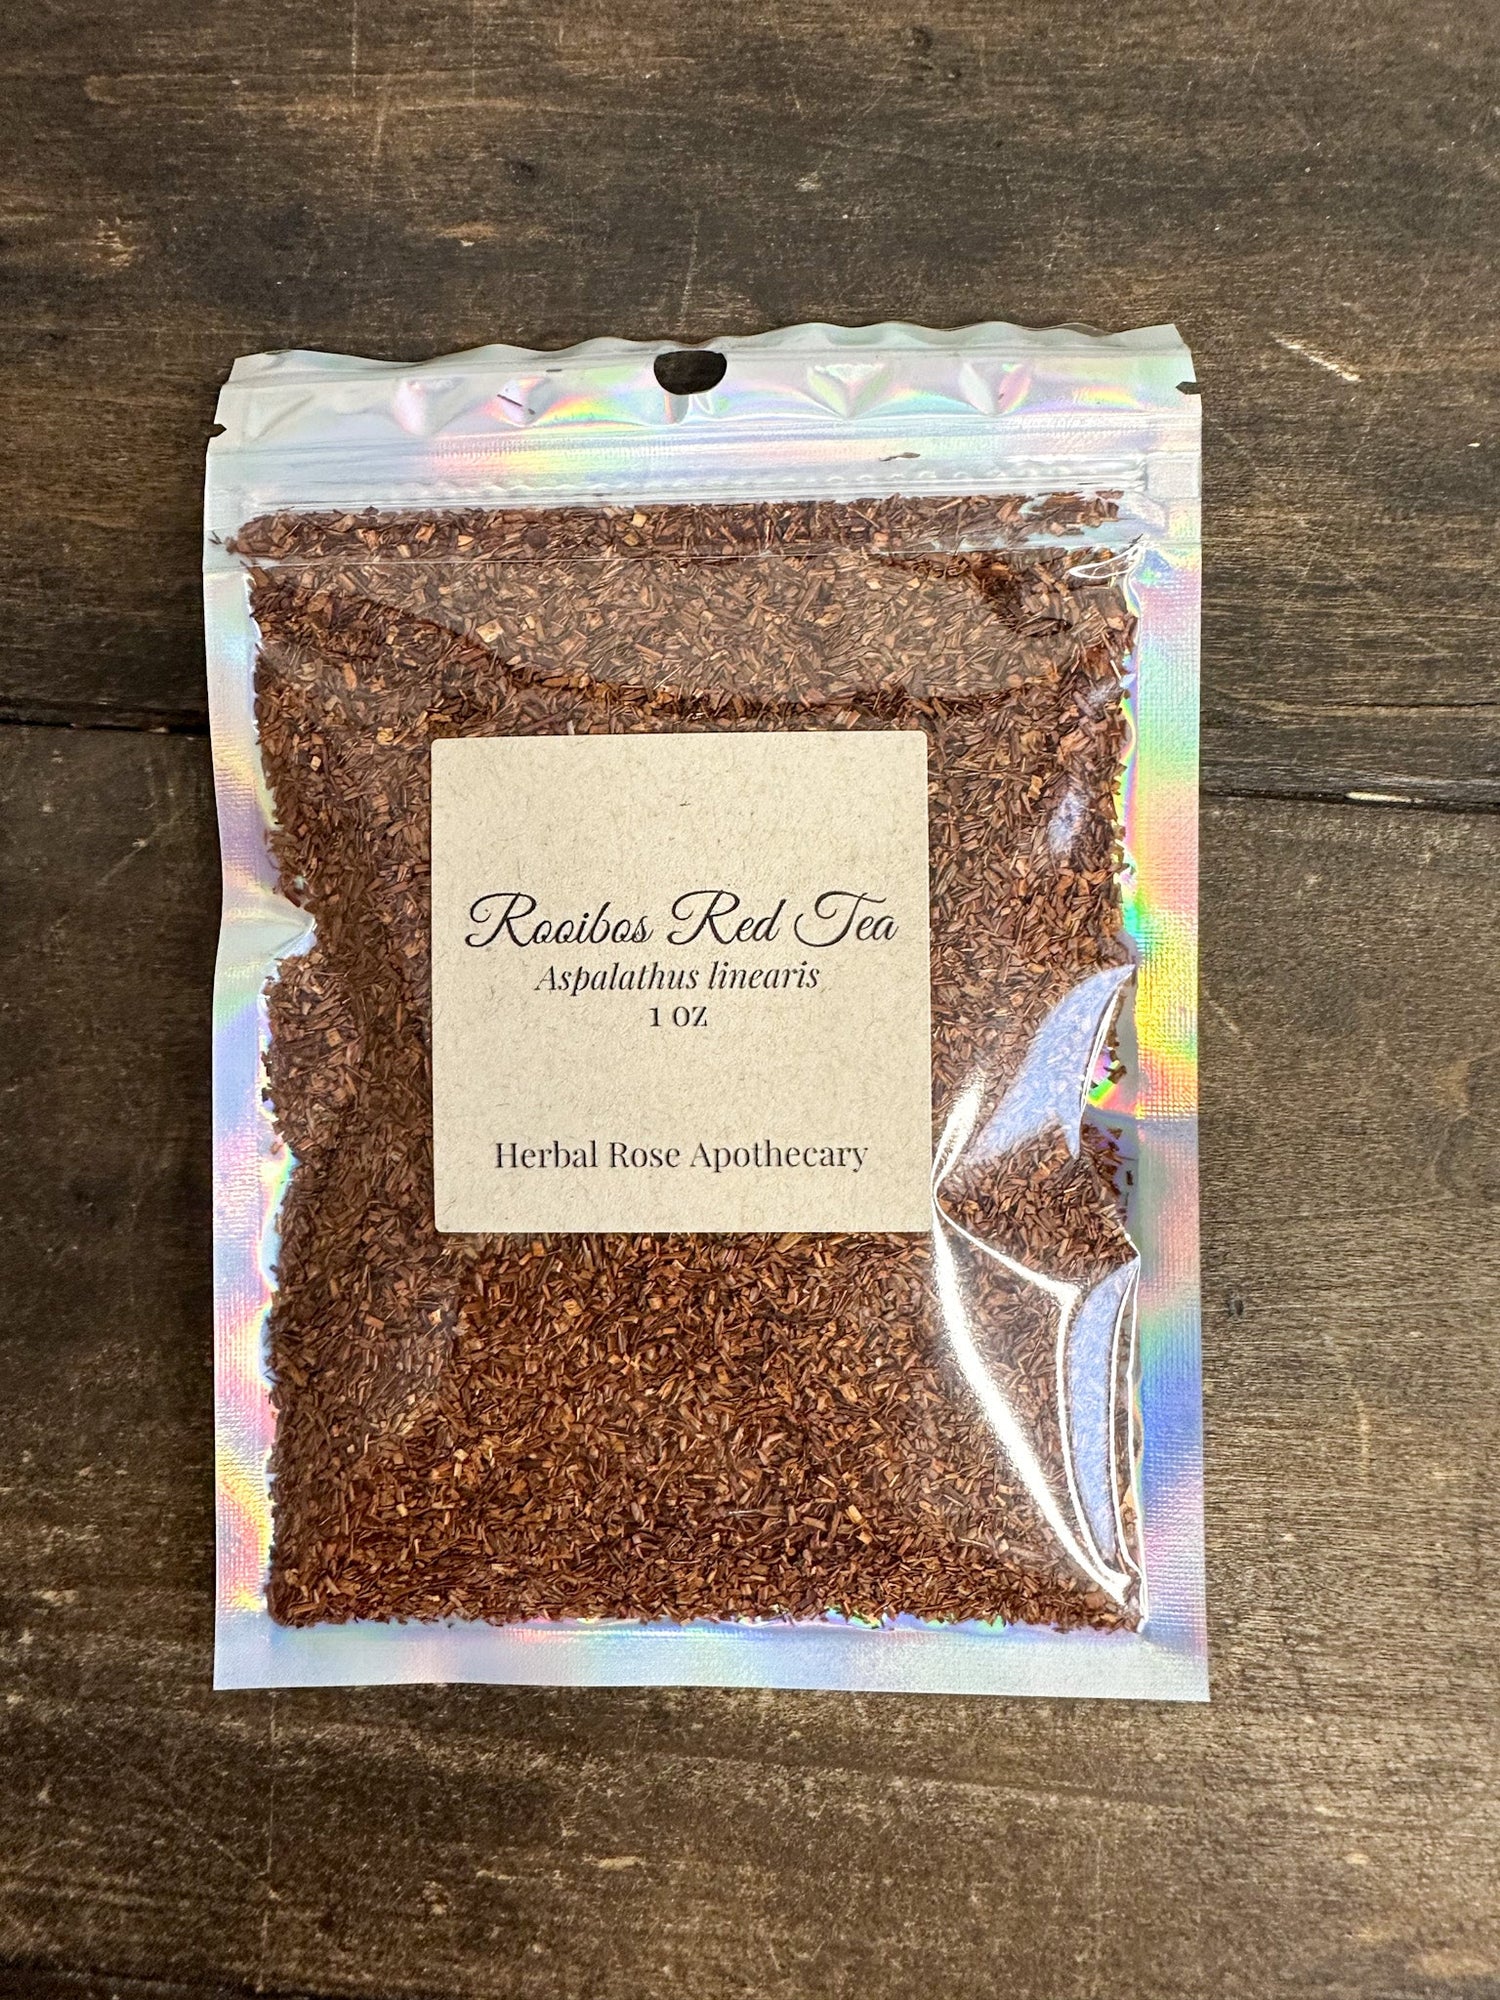 Rooibos Red Tea
Aspalathus linearis
1 oz
Herbal Rose Apothecary